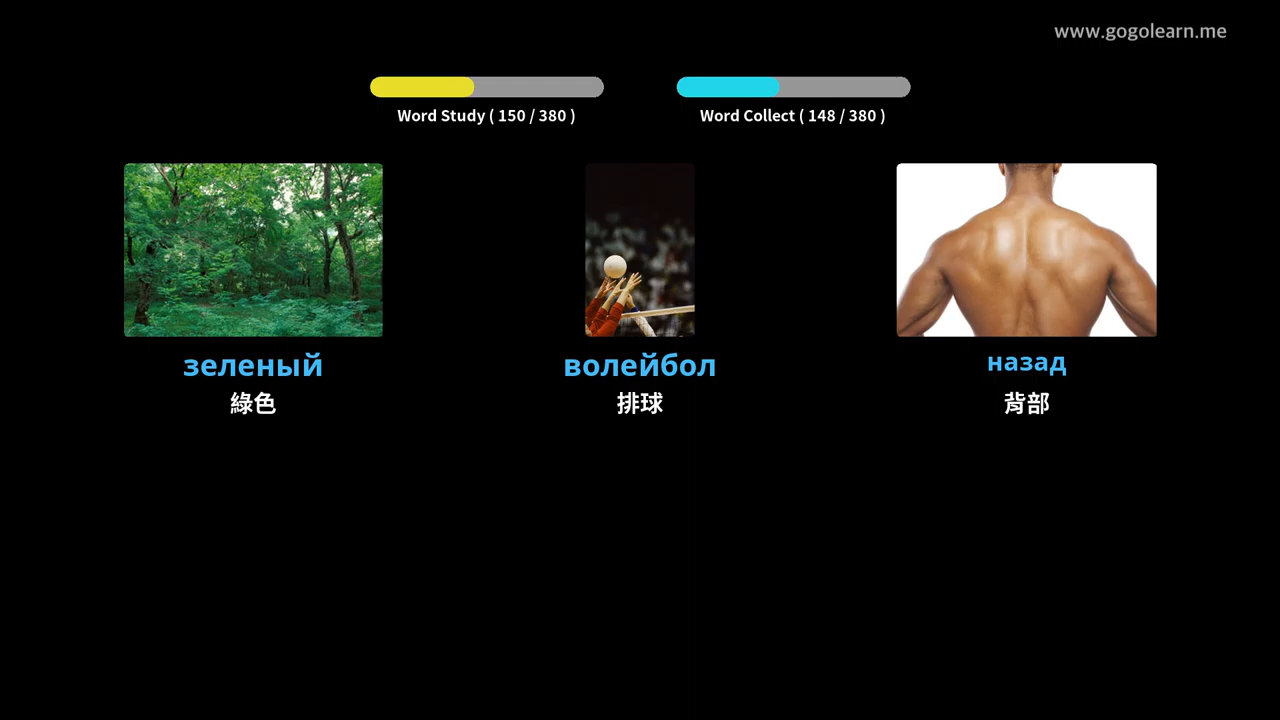 www.gogolearn.me
Word Study ( 150 / 380 )
Word Collect ( 148 / 380 )
зеленый
綠色
волейбол
排球
назад
背部